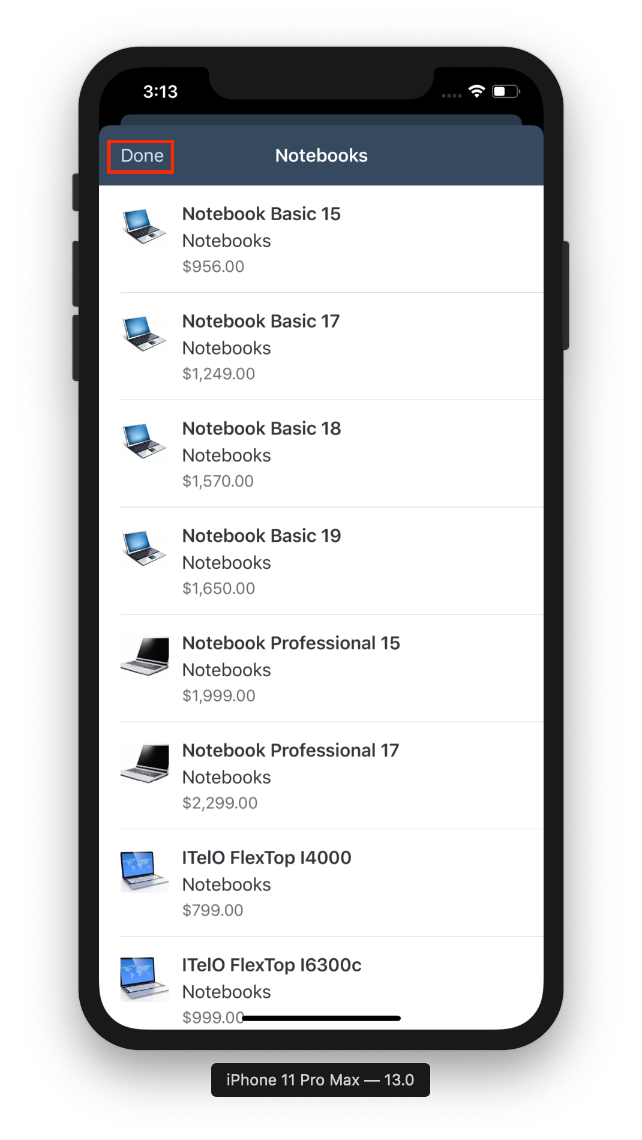 3:13
Done
Notebooks
Notebook Basic 15
Notebooks
$956.00
Notebook Basic 17
Notebooks
$1,249.00
Notebook Basic 18
Notebooks
$1,570.00
Notebook Basic 19
Notebooks
$1,650.00
Notebook Professional 15
Notebooks
$1,999.00
Notebook Professional 17
Notebooks
$2,299.00
ITelO FlexTop I4000
Notebooks
$799.00
ITelO FlexTop I6300c
Notebooks
$999.00
iPhone 11 Pro Max — 13.0